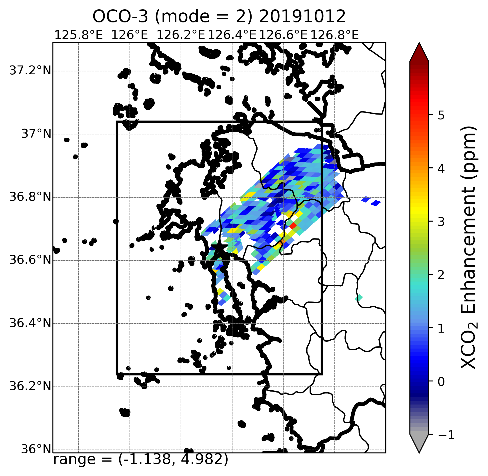 OCO-3 (mode = 2) 20191012
125.8°E 126°E 126.2°E 126.4°E 126.6°E 126.8°E
37.2°N
37°N
36.8°N
36.6°N
36.4°N
36.2°N
36°N
range = (-1.138, 4.982)
5
4
3
2
1
0
−1
XCO₂ Enhancement (ppm)